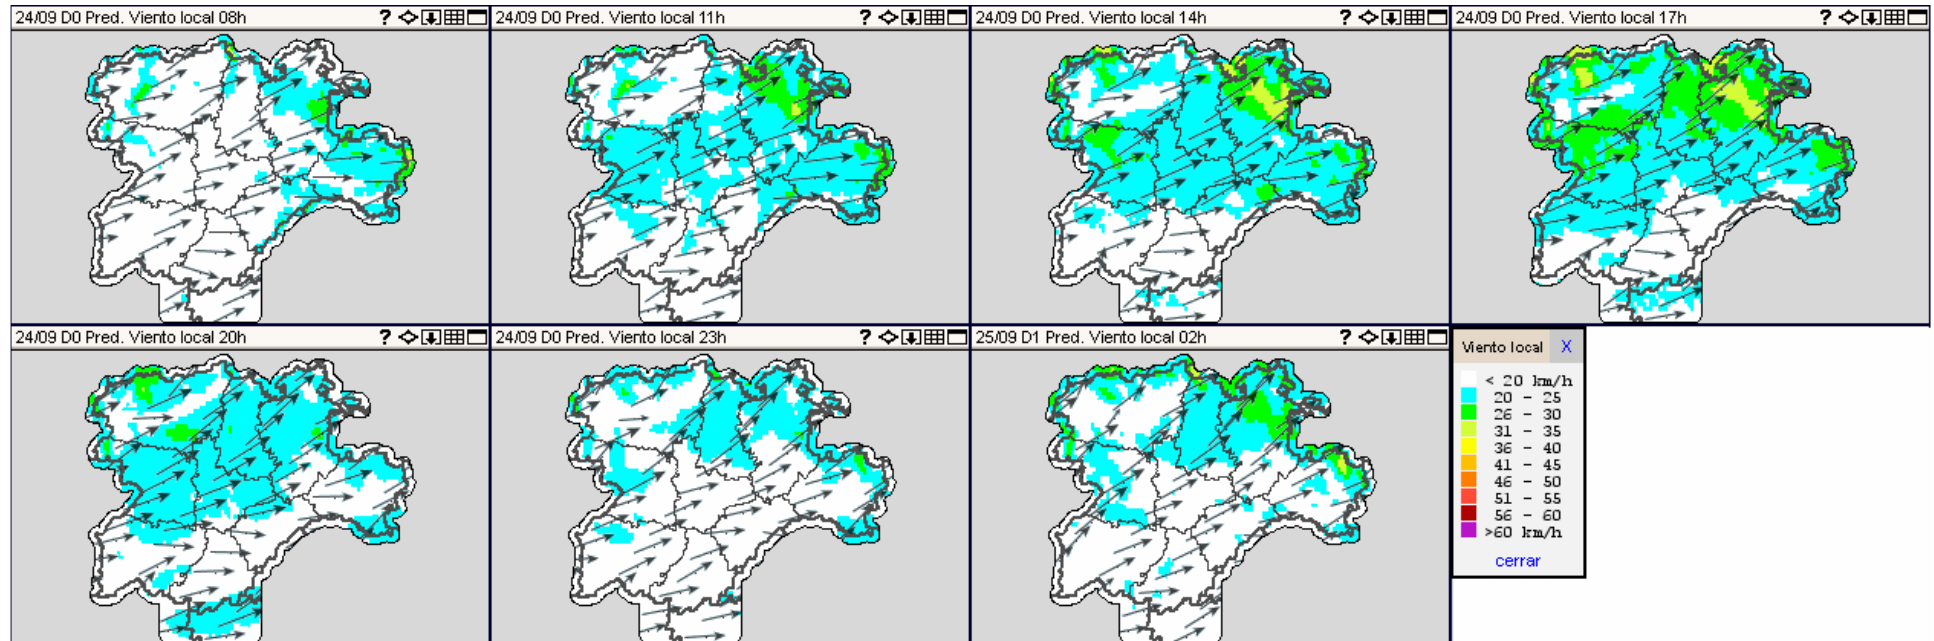 24/09 D0 Pred. Viento local 08h ?
24/09 D0 Pred. Viento local 11h ?
24/09 D0 Pred. Viento local 14h ?
24/09 D0 Pred. Viento local 17h ?
24/09 D0 Pred. Viento local 20h ?
24/09 D0 Pred. Viento local 23h ?
25/09 D1 Pred. Viento local 02h ?
Viento local X
< 20 km/h
20 - 25
26 - 30
31 - 35
36 - 40
41 - 45
46 - 50
51 - 55
56 - 60
>60 km/h
cerrar